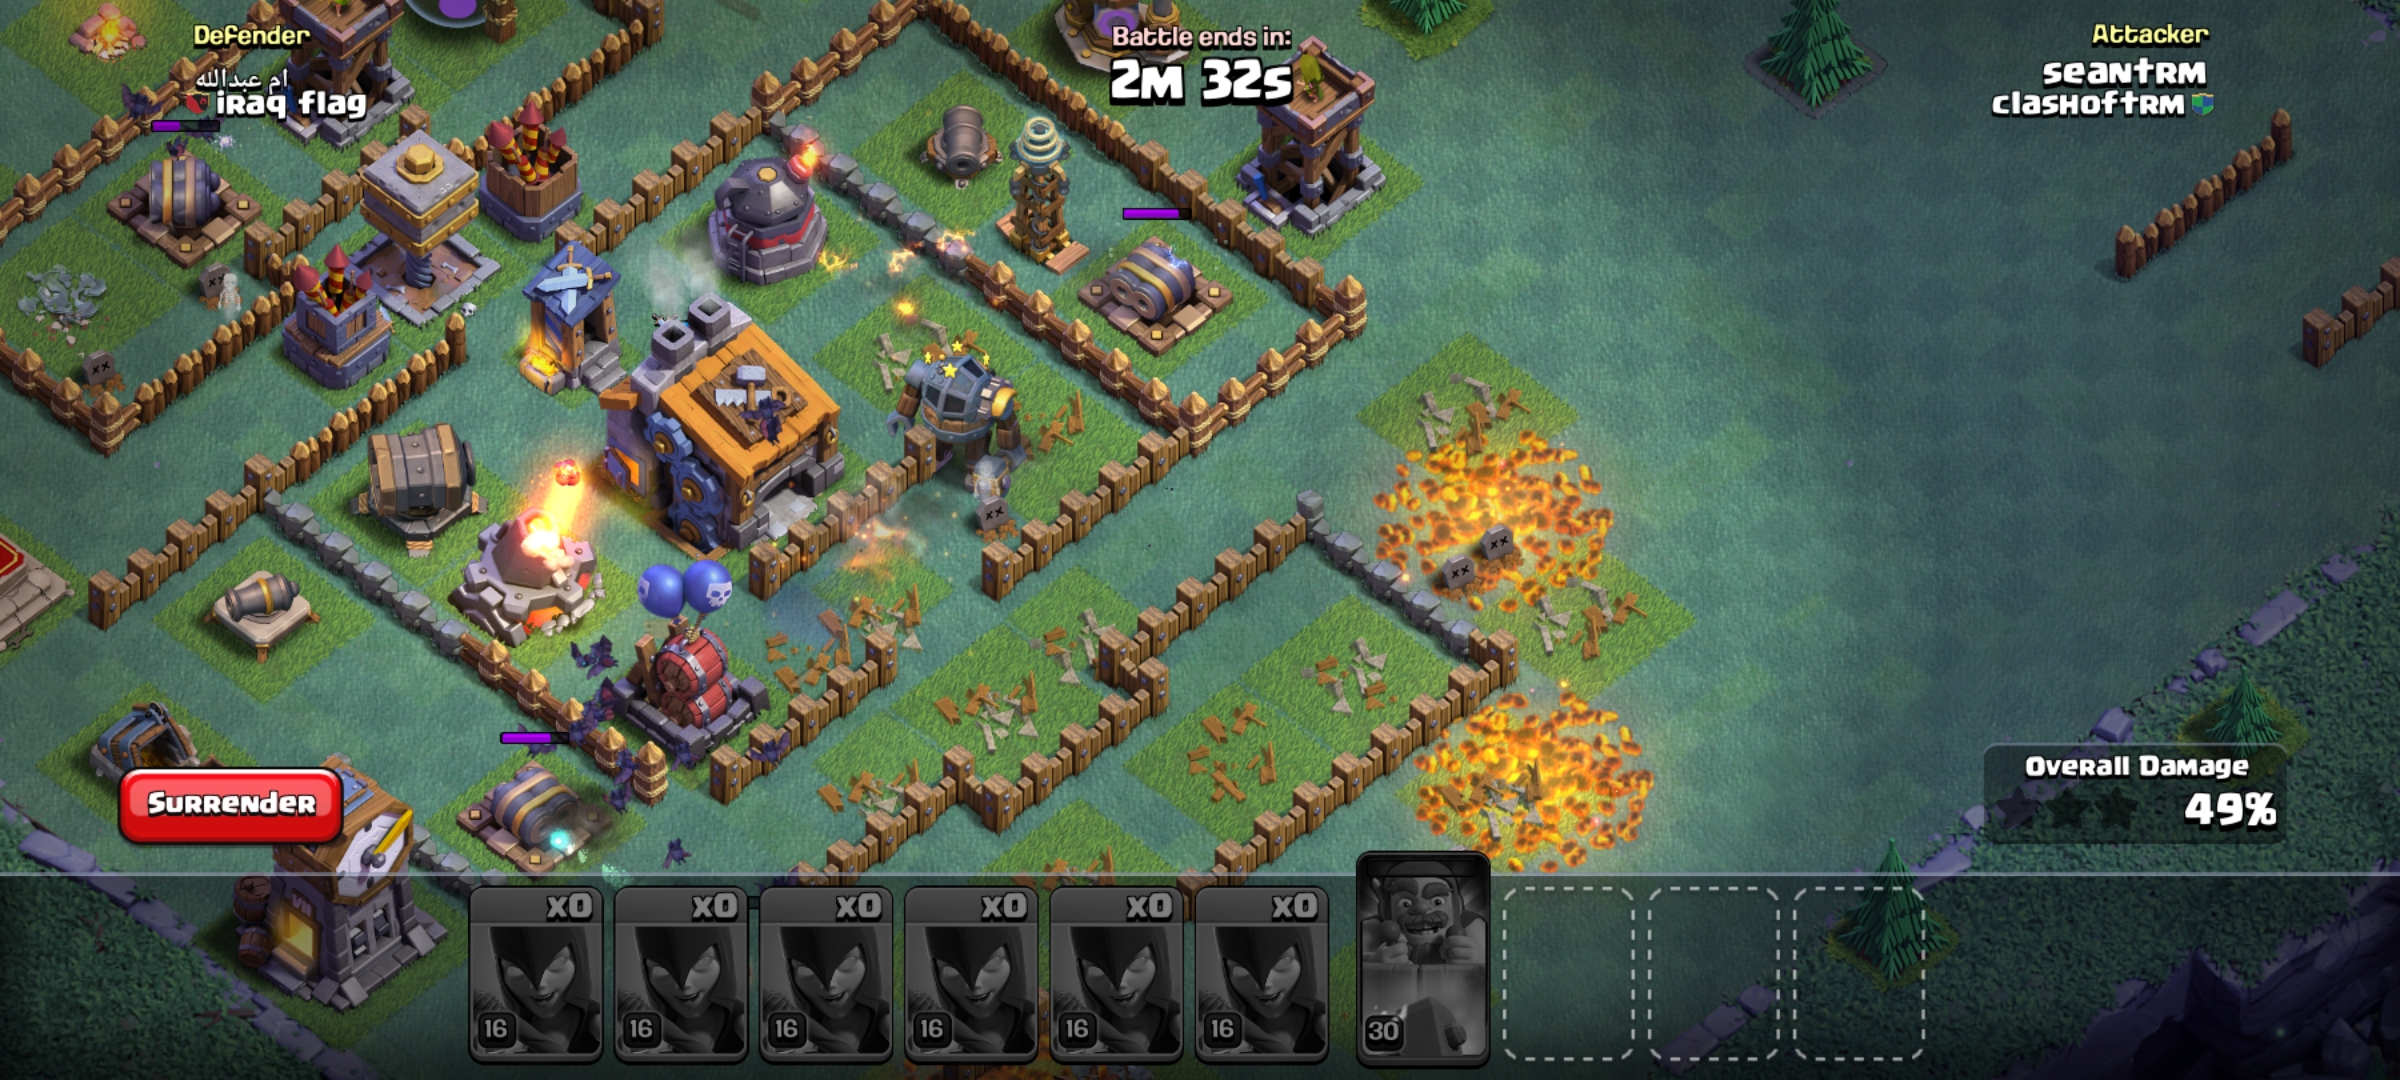 Defender
ام عبدالله
iraq flag
Battle ends in:
2M 32s
Attacker
seantRM
clashoftRM
Overall Damage
49%
Surrender
x0
x0
x0
x0
x0
x0
16
16
16
16
16
16
30